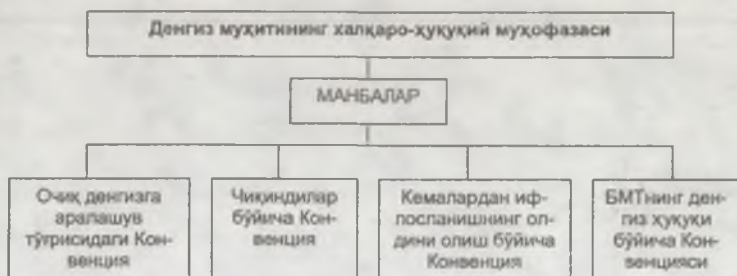 Денгиз муҳитининг халқаро-ҳуқуқий муҳофазаси
МАНБАЛАР
Очиқ денгизга
аралашув
тўғрисидаги Кон-
венция
Чиқиндилар
бўйича Кон-
венция
Кемалардан иф-
лосланишнинг ол-
дини олиш бўйича
Конвенция
БМТнинг ден-
гиз ҳуқуқи
бўйича Кон-
венцияси